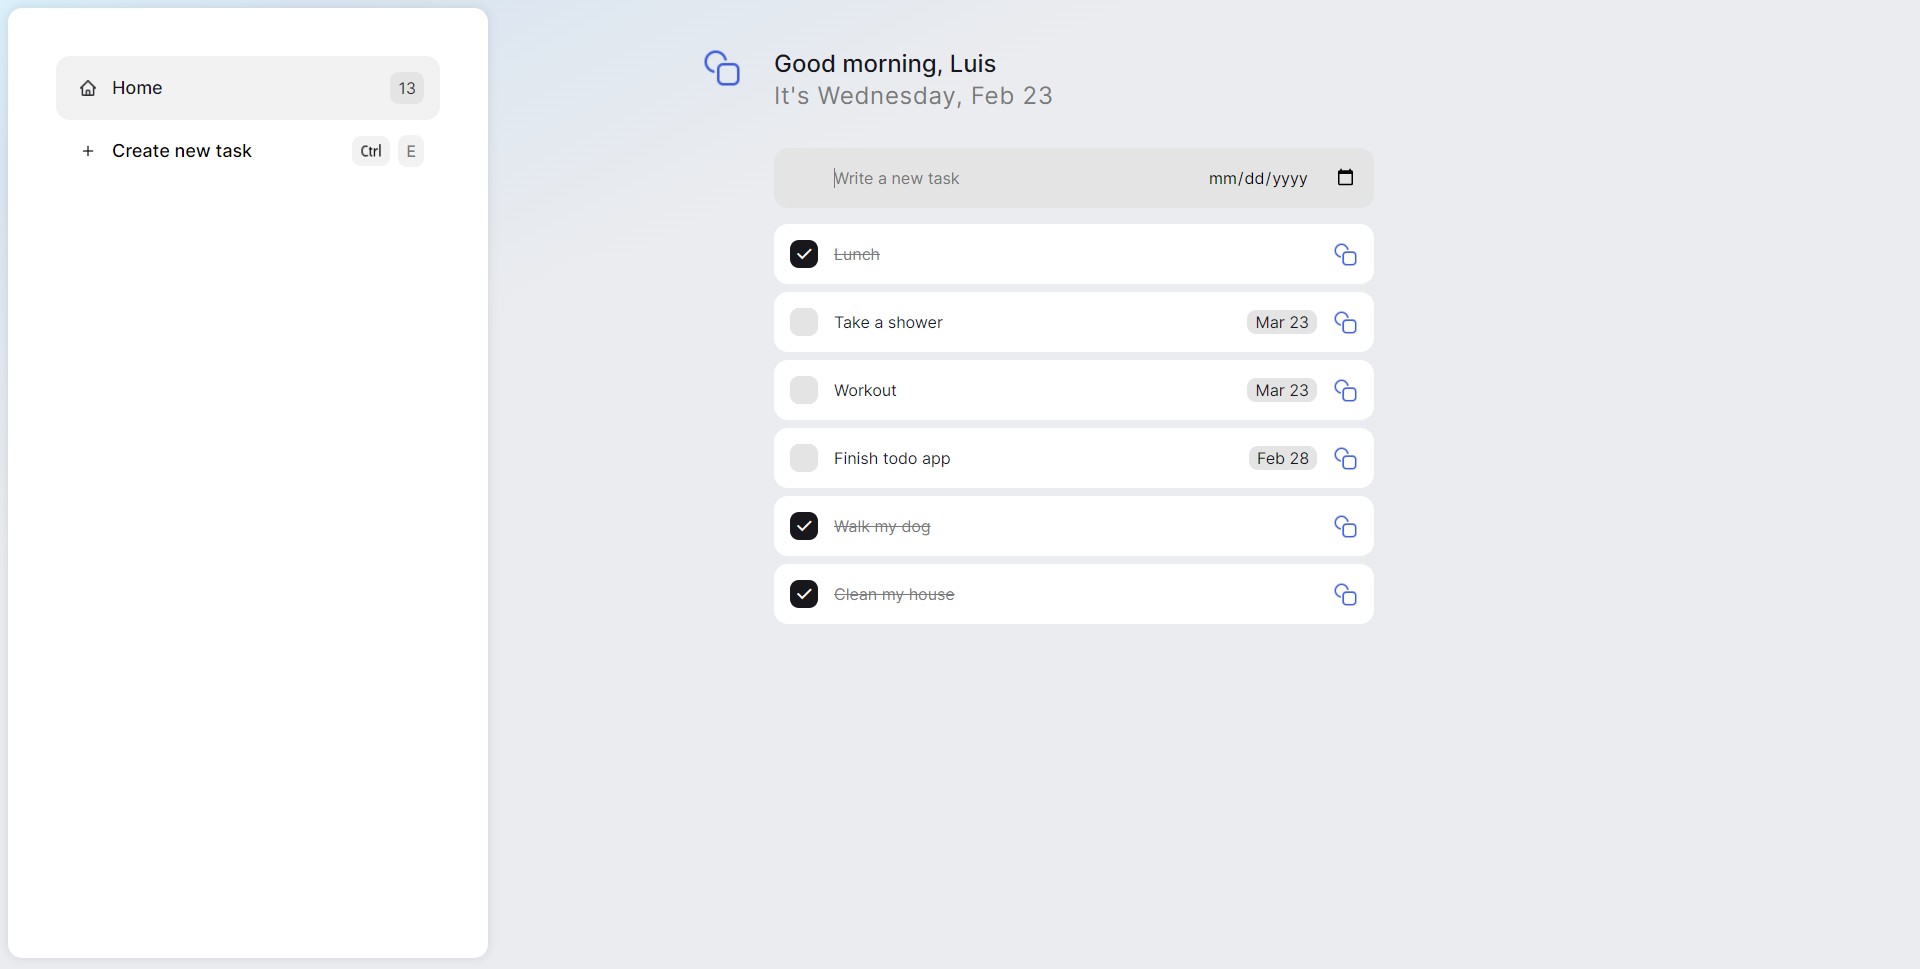 Home 13
Create new task Ctrl E
Good morning, Luis
It's Wednesday, Feb 23
Write a new task mm/dd/yyyy
Lunch
Take a shower Mar 23
Workout Mar 23
Finish todo app Feb 28
Walk my dog
Clean my house